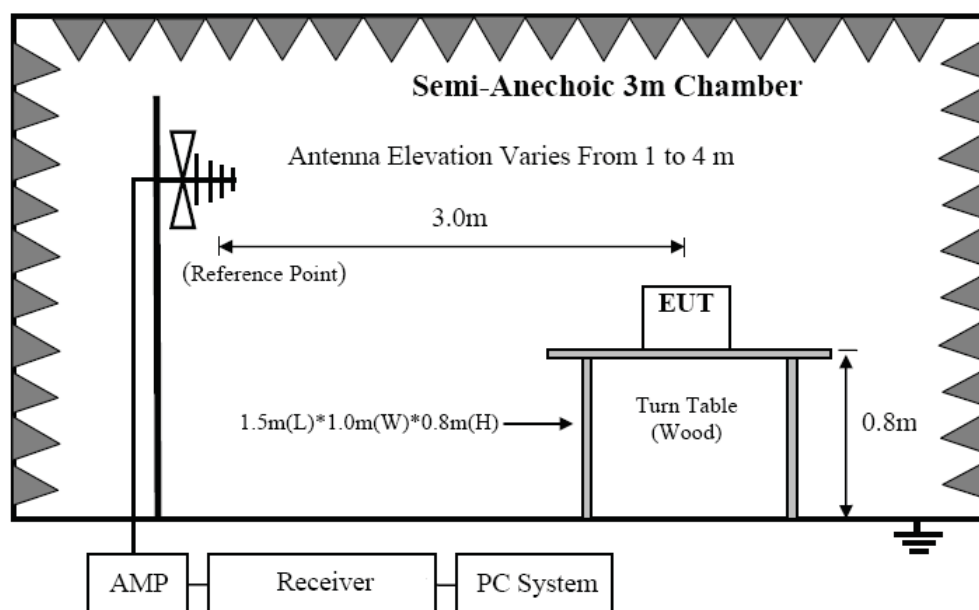 Semi-Anechoic 3m Chamber
Antenna Elevation Varies From 1 to 4 m
3.0m
(Reference Point)
EUT
1.5m(L)*1.0m(W)*0.8m(H)
Turn Table
(Wood)
0.8m
AMP
Receiver
PC System